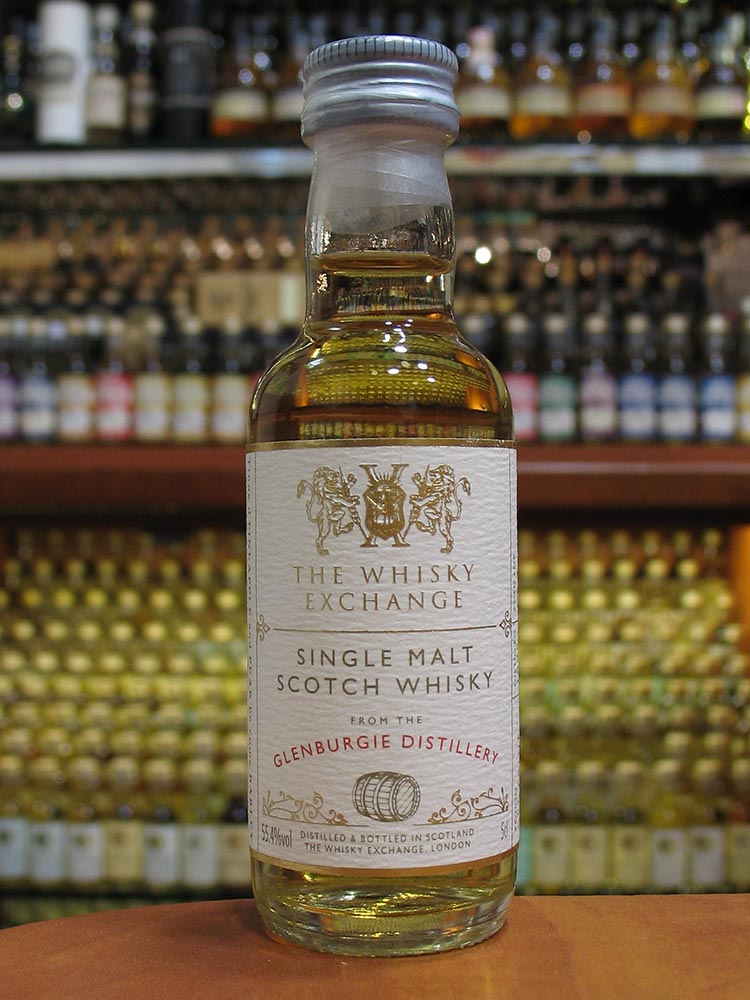 THE WHISKY
EXCHANGE
SINGLE MALT
SCOTCH WHISKY
FROM THE
GLENBURGIE DISTILLERY
55.4%vol
DISTILLED & BOTTLED IN SCOTLAND
THE WHISKY EXCHANGE, LONDON